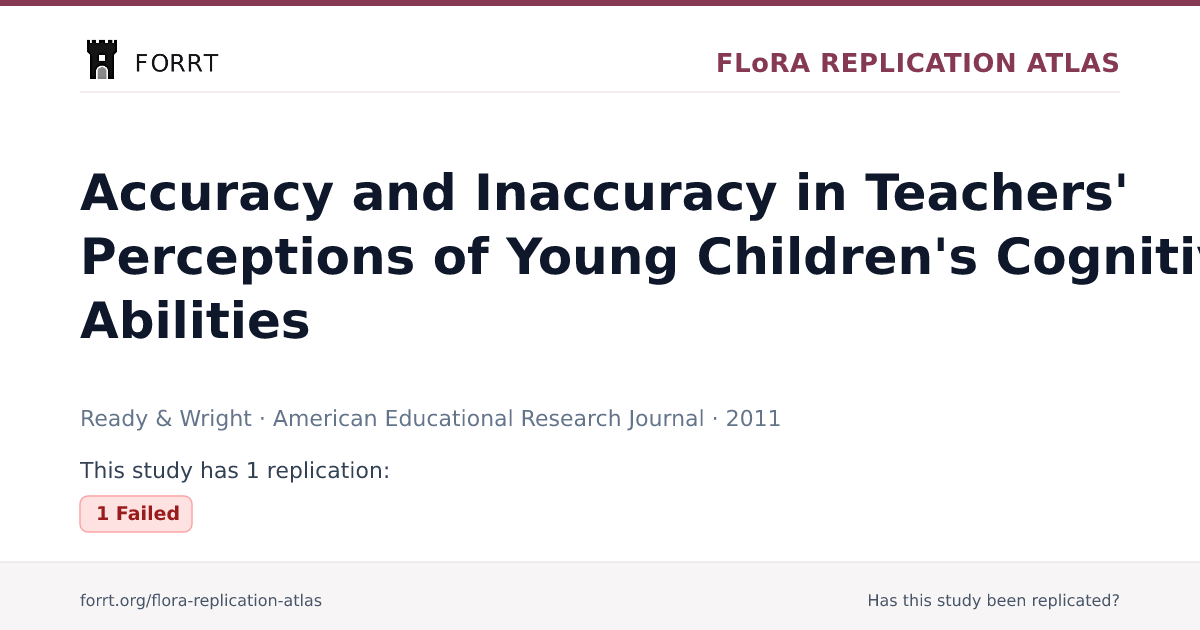 FORRT
FLoRA REPLICATION ATLAS
Accuracy and Inaccuracy in Teachers'
Perceptions of Young Children's Cogniti
Abilities
Ready & Wright · American Educational Research Journal · 2011
This study has 1 replication:
1 Failed
forrt.org/flora-replication-atlas
Has this study been replicated?